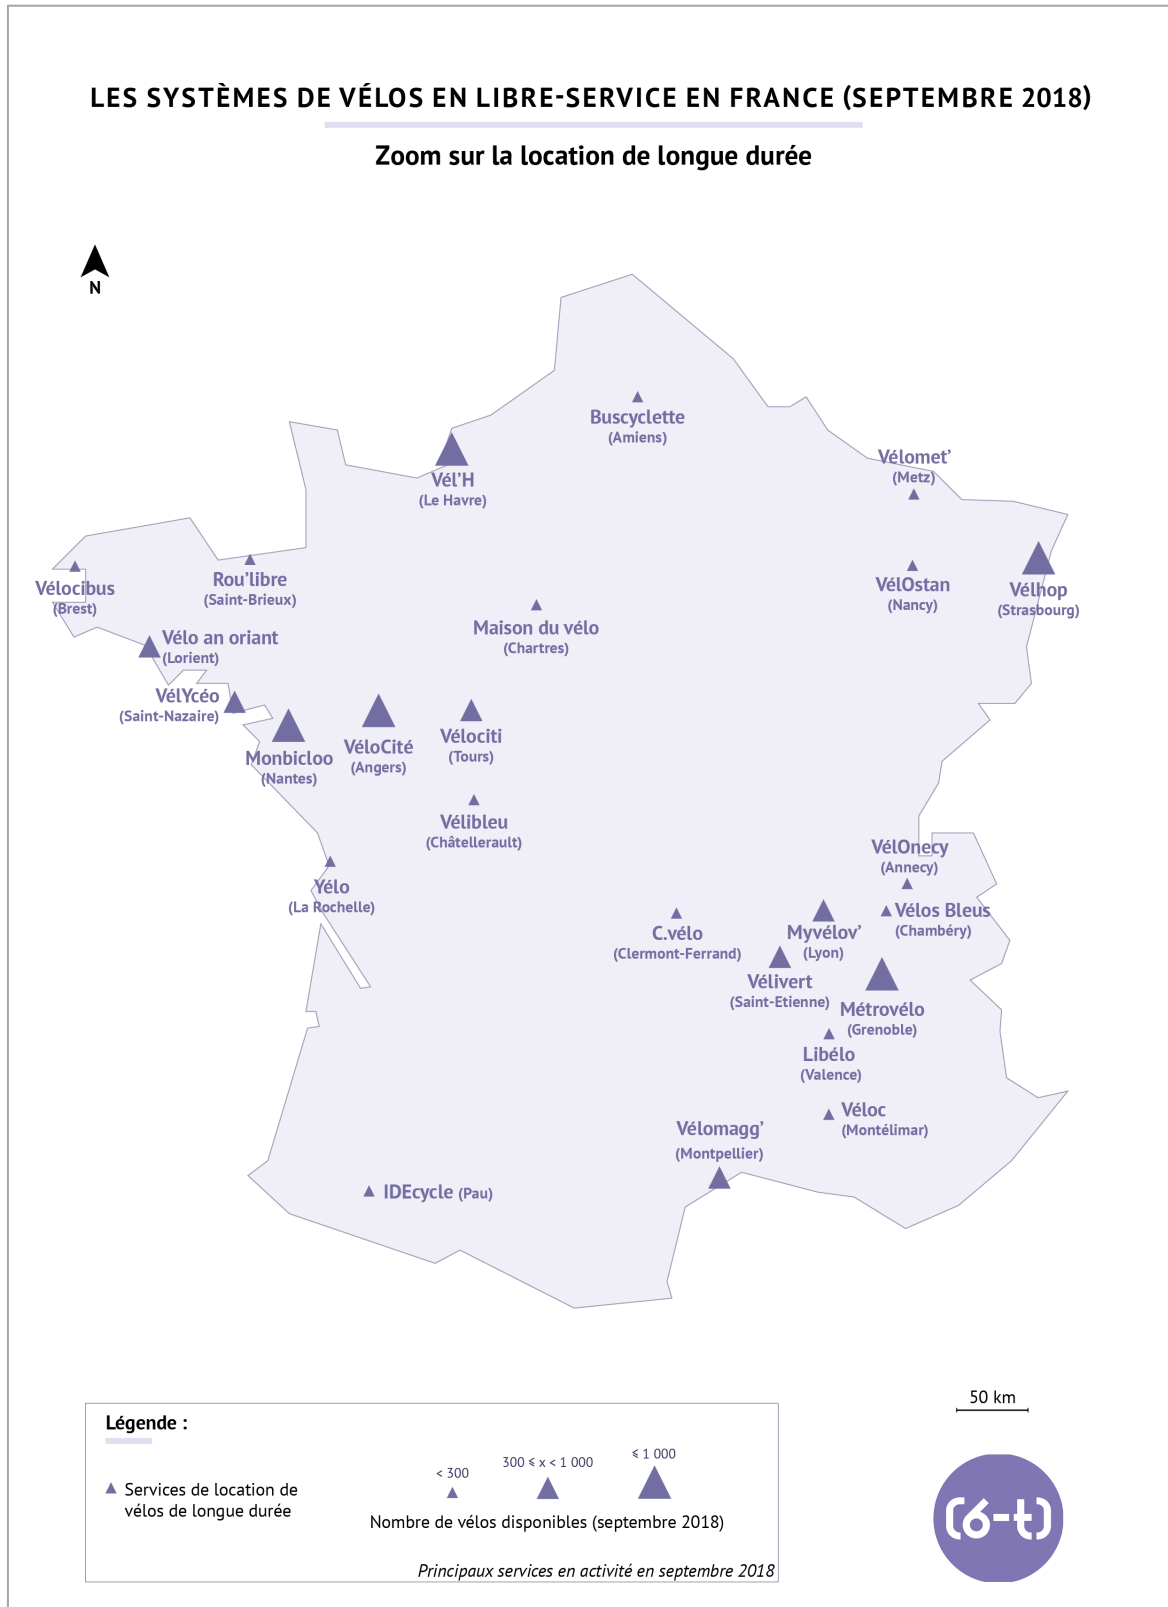 LES SYSTÈMES DE VÉLOS EN LIBRE-SERVICE EN FRANCE (SEPTEMBRE 2018)
Zoom sur la location de longue durée
N
Buscyclette
(Amiens)
Vél’H
(Le Havre)
Vélomet’
(Metz)
Vélocibus
(Brest)
Rou’libre
(Saint-Brieux)
VélOstan
(Nancy)
Vélhop
(Strasbourg)
Maison du vélo
(Chartres)
Vélo an oriant
(Lorient)
VélYcéo
(Saint-Nazaire)
Monbicloo
(Nantes)
VéloCité
(Angers)
Vélociti
(Tours)
Vélibleu
(Châtellerault)
Yélo
(La Rochelle)
VélOnecy
(Annecy)
Vélos Bleus
(Chambéry)
C.vélo
(Clermont-Ferrand)
Myvélov’
(Lyon)
Vélivert
(Saint-Etienne)
Métrovélo
(Grenoble)
Libélo
(Valence)
Véloc
(Montélimar)
Vélomagg’
(Montpellier)
IDEcycle (Pau)
50 km
Légende :
Services de location de
vélos de longue durée
< 300
300 ⩽ x < 1 000
⩽ 1 000
Nombre de vélos disponibles (septembre 2018)
Principaux services en activité en septembre 2018
(6-t)